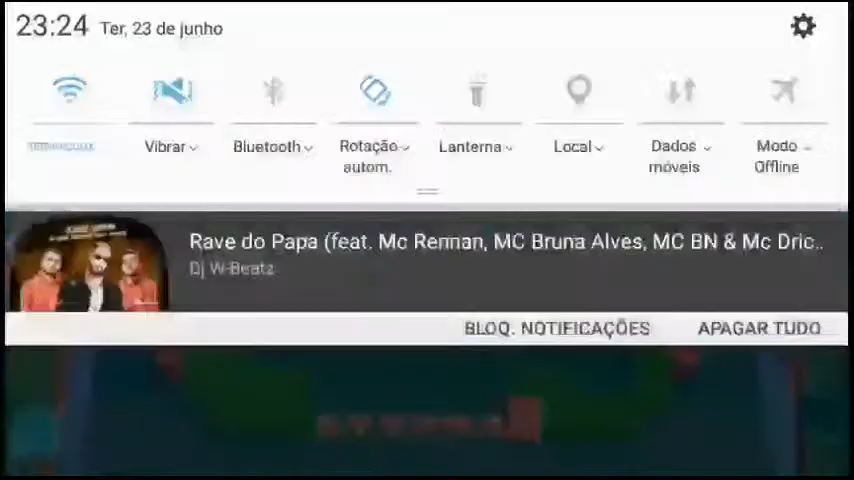 23:24 Ter, 23 de junho
Vibrar
Bluetooth
Rotação
autom.
Lanterna
Local
Dados
móveis
Modo
Offline
Rave do Papa (feat. Mc Rennan, MC Bruna Alves, MC BN & Mc Dric..
Dj W-Beatz
BLOQ. NOTIFICAÇÕES APAGAR TUDO